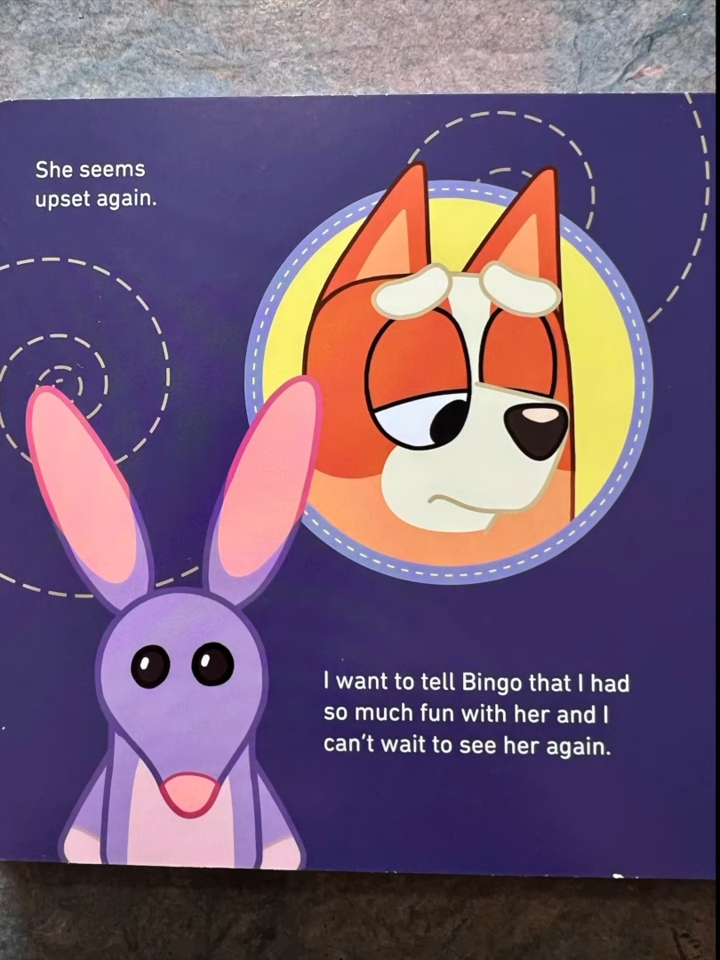 She seems
upset again.
I want to tell Bingo that I had
so much fun with her and I
can't wait to see her again.